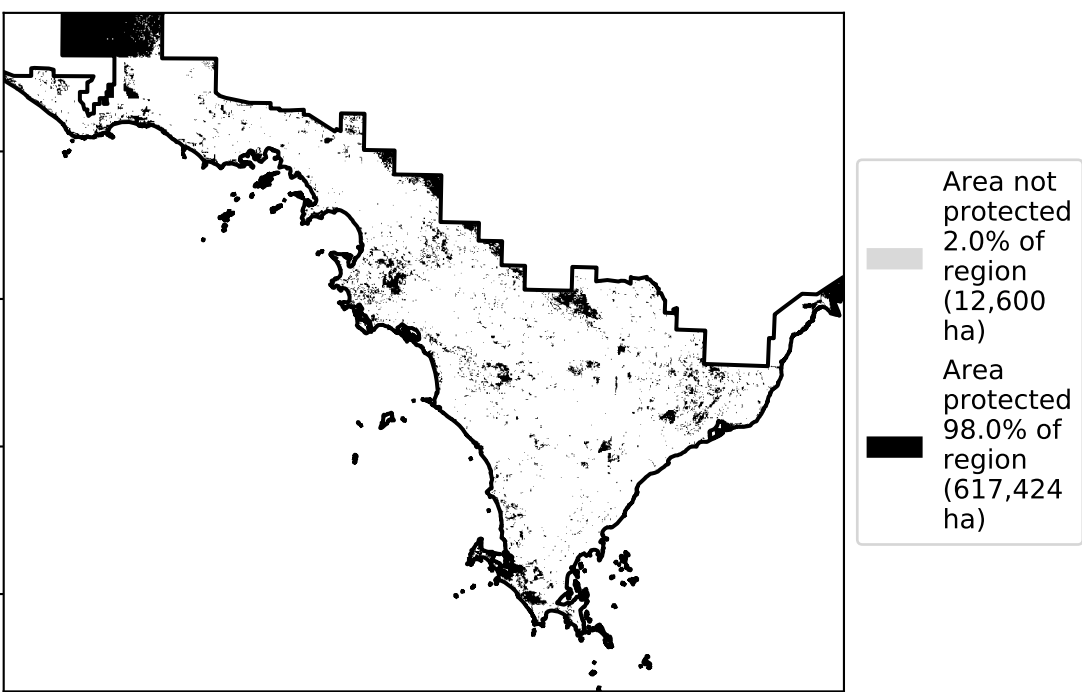 Area not
protected
2.0% of
region
(12,600
ha)
Area
protected
98.0% of
region
(617,424
ha)